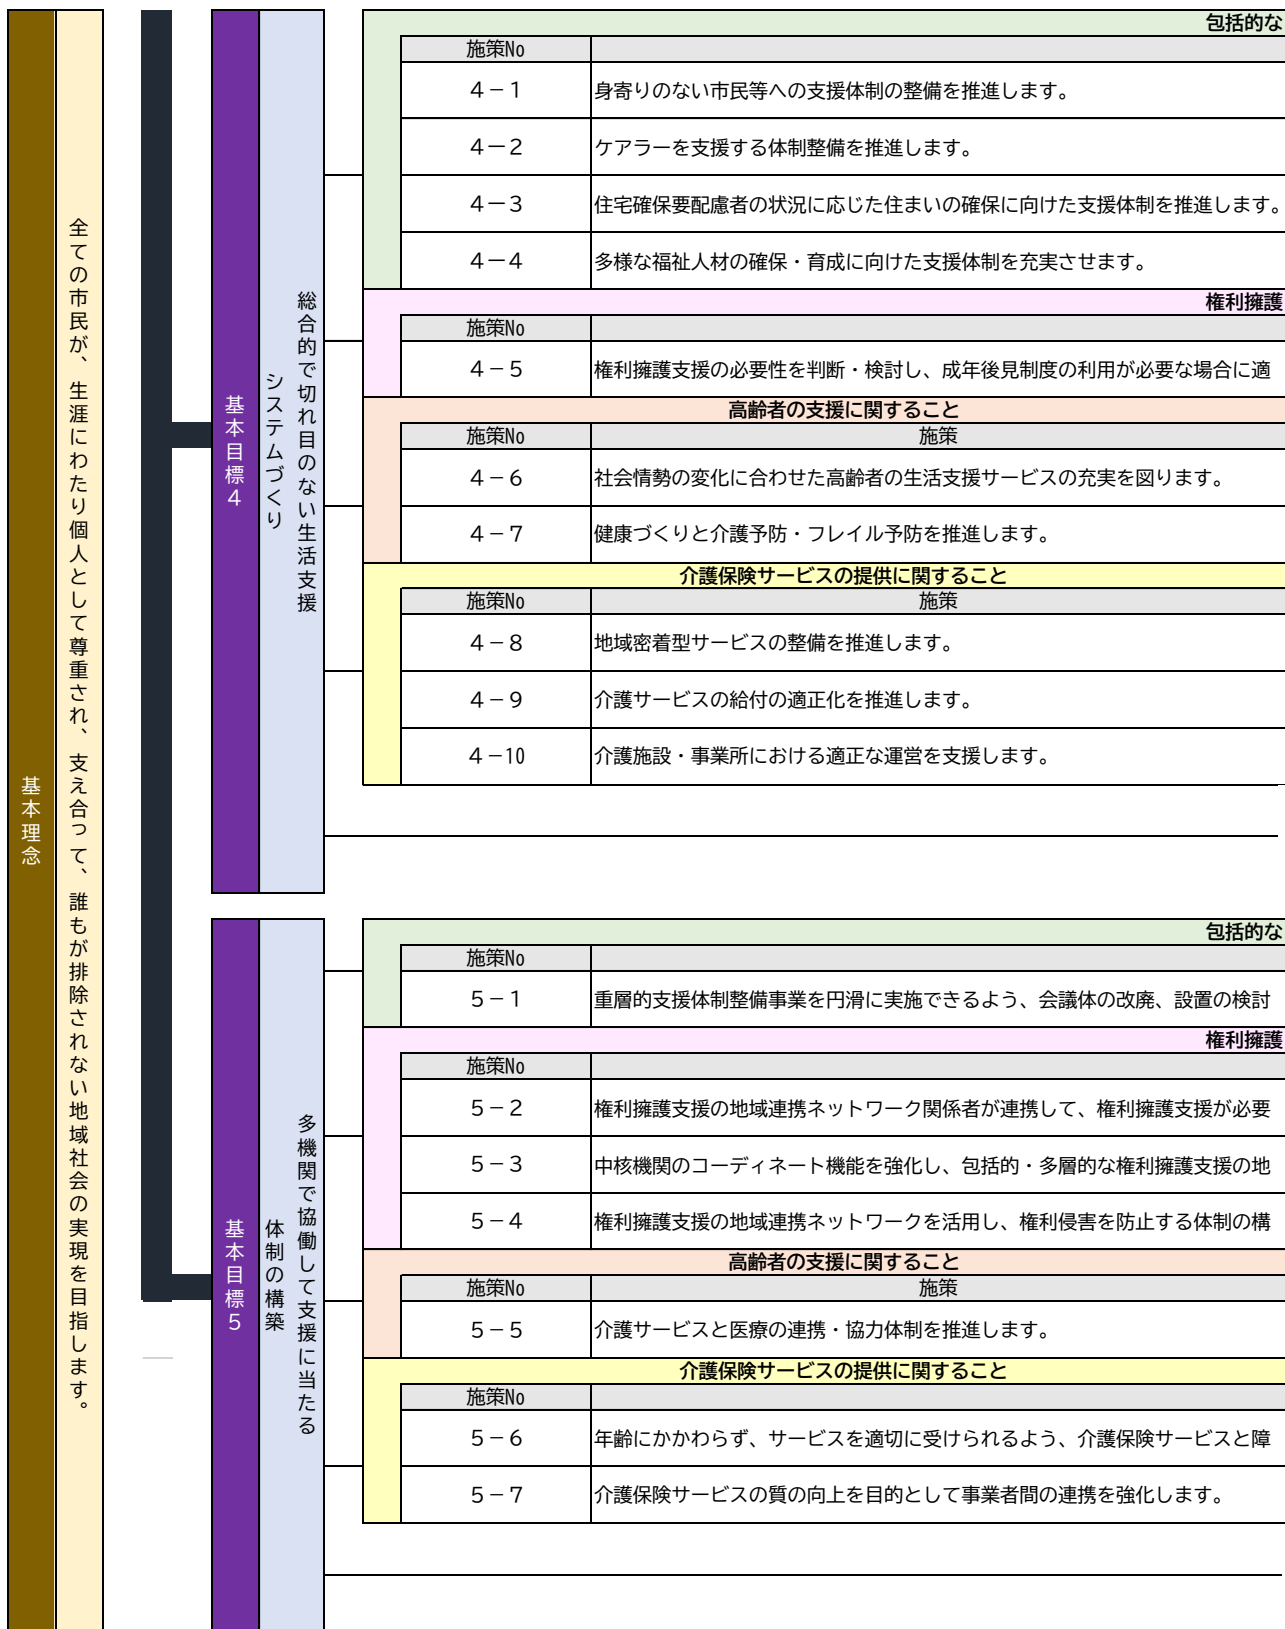 基本理念
全ての市民が、生涯にわたり個人として尊重され、支え合って、誰もが排除されない地域社会の実現を目指します。
基本目標４
総合的で切れ目のない生活支援
システムづくり
包括的な
施策No
４－１ 身寄りのない市民等への支援体制の整備を推進します。
４－２ ケアラーを支援する体制整備を推進します。
４－３ 住宅確保要配慮者の状況に応じた住まいの確保に向けた支援体制を推進します。
４－４ 多様な福祉人材の確保・育成に向けた支援体制を充実させます。
権利擁護
施策No
４－５ 権利擁護支援の必要性を判断・検討し、成年後見制度の利用が必要な場合に適
高齢者の支援に関すること
施策No 施策
４－６ 社会情勢の変化に合わせた高齢者の生活支援サービスの充実を図ります。
４－７ 健康づくりと介護予防・フレイル予防を推進します。
介護保険サービスの提供に関すること
施策No 施策
４－８ 地域密着型サービスの整備を推進します。
４－９ 介護サービスの給付の適正化を推進します。
４－10 介護施設・事業所における適正な運営を支援します。
基本目標５
多機関で協働して支援に当たる
体制の構築
包括的な
施策No
５－１ 重層的支援体制整備事業を円滑に実施できるよう、会議体の改廃、設置の検討
権利擁護
施策No
５－２ 権利擁護支援の地域連携ネットワーク関係者が連携して、権利擁護支援が必要
５－３ 中核機関のコーディネート機能を強化し、包括的・多層的な権利擁護支援の地
５－４ 権利擁護支援の地域連携ネットワークを活用し、権利侵害を防止する体制の構
高齢者の支援に関すること
施策No 施策
５－５ 介護サービスと医療の連携・協力体制を推進します。
介護保険サービスの提供に関すること
施策No
５－６ 年齢にかかわらず、サービスを適切に受けられるよう、介護保険サービスと障
５－７ 介護保険サービスの質の向上を目的として事業者間の連携を強化します。